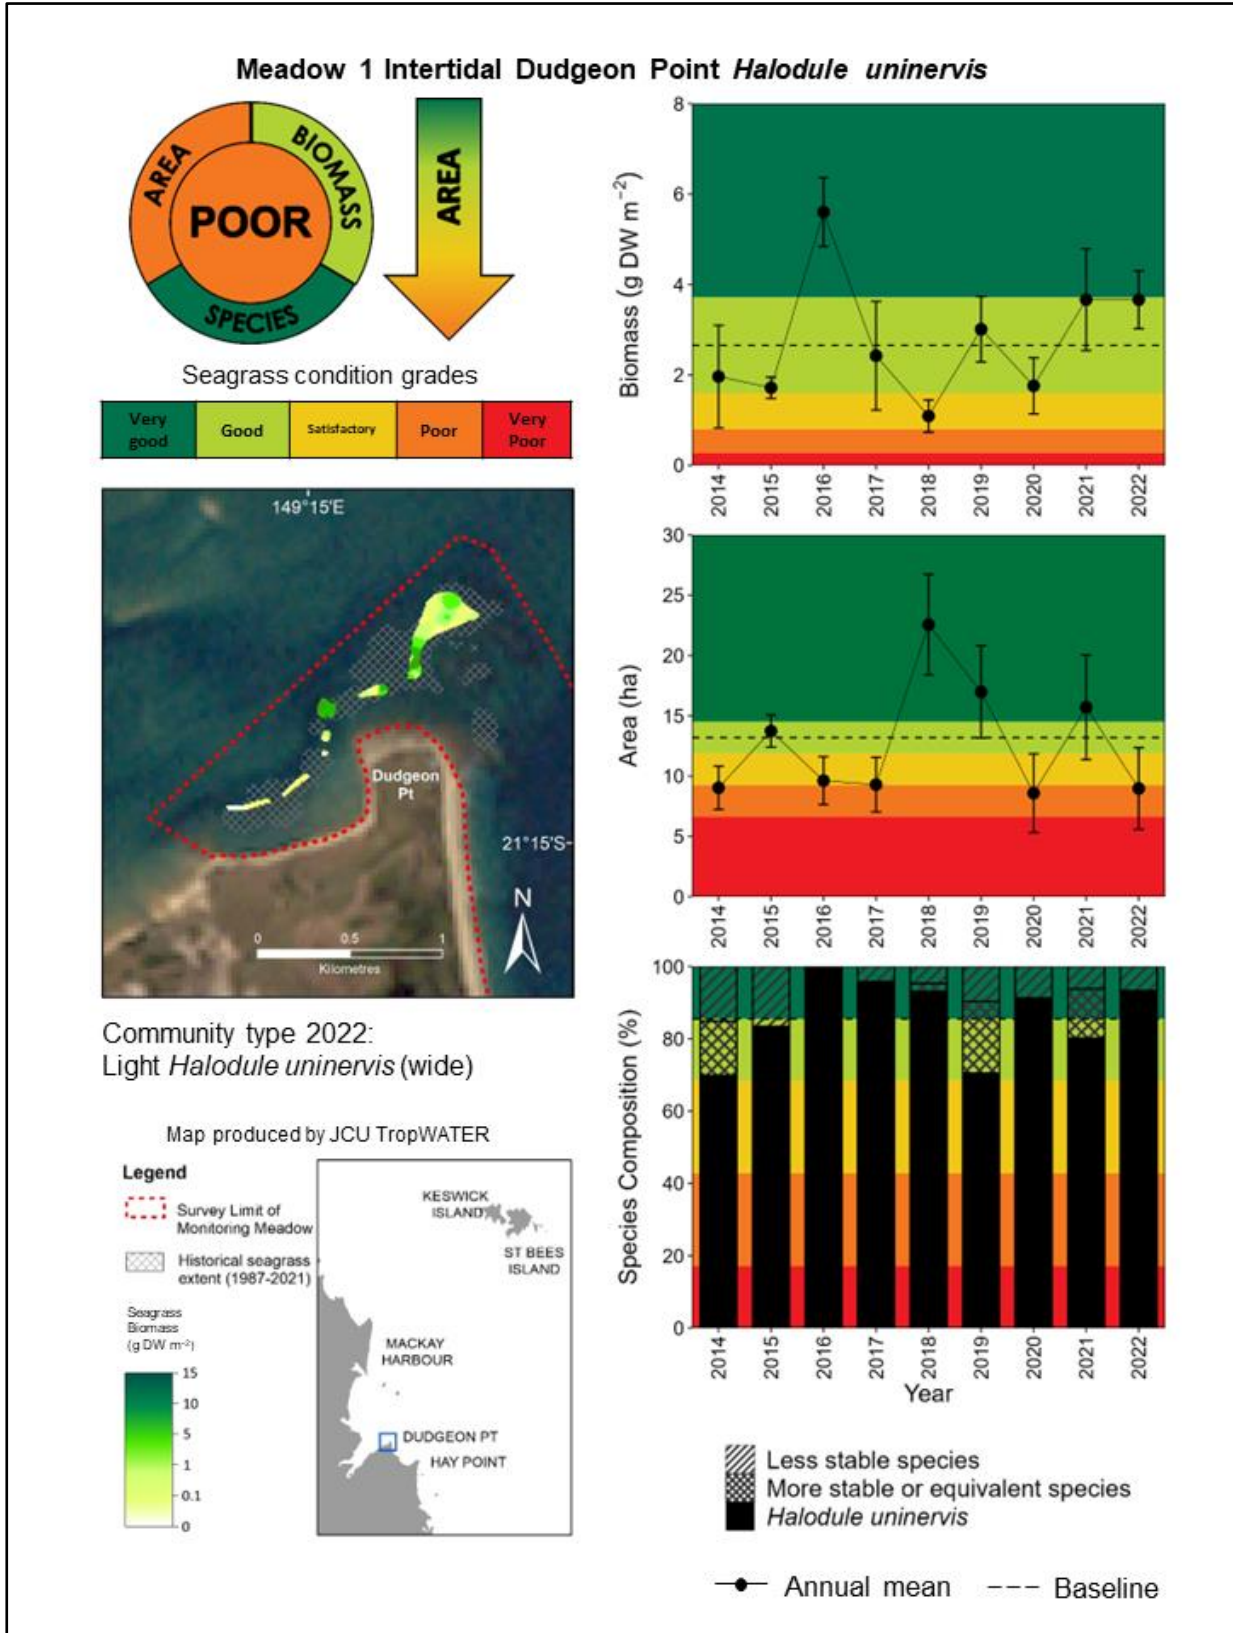 Meadow 1 Intertidal Dudgeon Point Halodule uninervis
AREA
BIOMASS
POOR
SPECIES
AREA
Seagrass condition grades
Very good
Good
Satisfactory
Poor
Very Poor
149°15'E
Dudgeon
Pt
21°15'S
N
0 0.5 1
Kilometres
Community type 2022:
Light Halodule uninervis (wide)
Map produced by JCU TropWATER
Legend
Survey Limit of
Monitoring Meadow
Historical seagrass
extent (1987-2021)
Seagrass
Biomass
(g DW m⁻²)
15
10
5
1
0.1
0
KESWICK
ISLAND
ST BEES
ISLAND
MACKAY
HARBOUR
DUDGEON PT
HAY POINT
Biomass (g DW m⁻²)
8
6
4
2
0
2014 2015 2016 2017 2018 2019 2020 2021 2022
Area (ha)
30
25
20
15
10
5
0
2014 2015 2016 2017 2018 2019 2020 2021 2022
Species Composition (%)
100
80
60
40
20
0
2014 2015 2016 2017 2018 2019 2020 2021 2022
Year
Less stable species
More stable or equivalent species
Halodule uninervis
Annual mean
Baseline